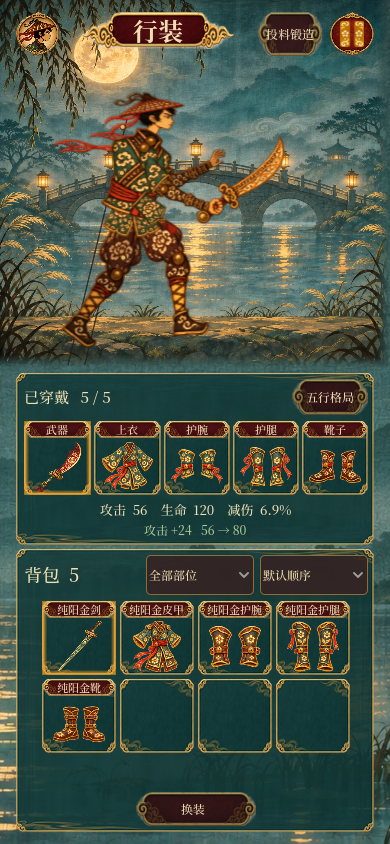 行装
投料锻造
已穿戴 5 / 5
五行格局
武器 上衣 护腕 护腿 靴子
攻击 56 生命 120 减伤 6.9%
攻击 +24 56 → 80
背包 5
全部部位 默认顺序
纯阳金剑 纯阳金皮甲 纯阳金护腕 纯阳金护腿
纯阳金靴
换装